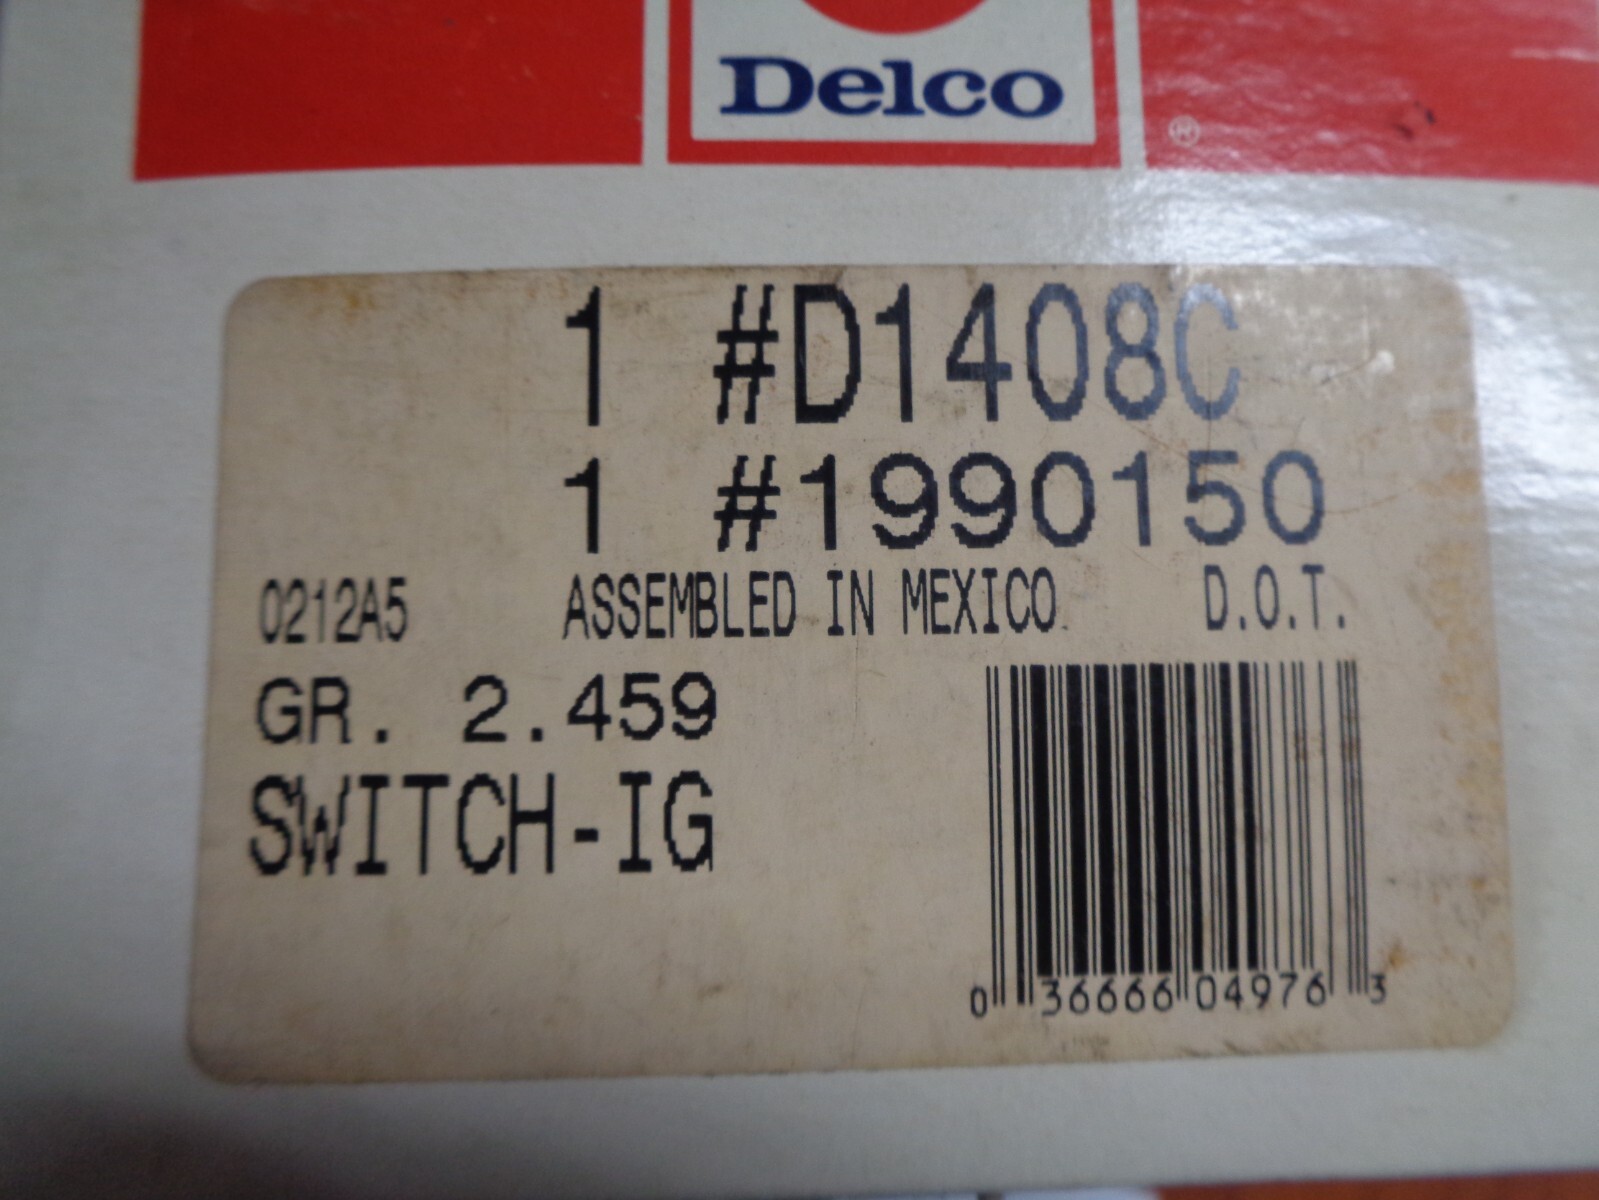 Delco
®
1 #D1408C
1 #1990150
0212A5 ASSEMBLED IN MEXICO D.O.T.
GR. 2.459
SWITCH-IG
0 36666 04976 3